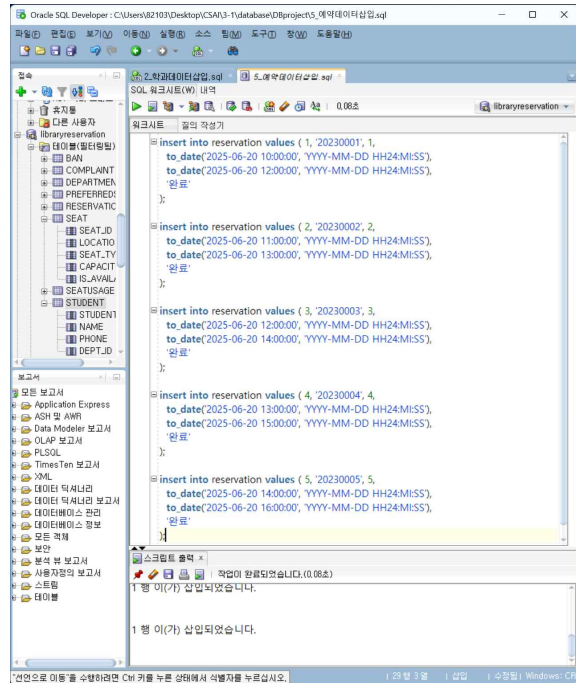 Oracle SQL Developer : C:\Users\82103\Desktop\CSAI\3-1\database\DBproject\5_예약데이터삽입.sql
파일(F) 편집(E) 보기(V) 이동(N) 실행(R) 소스 팀(M) 도구(T) 창(W) 도움말(H)
접속
2_학과데이터삽입.sql
5_예약데이터삽입.sql
SQL 워크시트(W) 내역
0,08초
libraryreservation
워크시트 질의 작성기
휴지통
다른 사용자
libraryreservation
테이블(필터링됨)
BAN
COMPLAINT
DEPARTMEN
PREFERREDS
RESERVATIC
SEAT
SEAT_ID
LOCATIO
SEAT_TY
CAPACIT
IS_AVAIL
SEATUSAGE
STUDENT
STUDENT
NAME
PHONE
DEPT_ID
insert into reservation values ( 1, '20230001', 1,
to_date('2025-06-20 10:00:00', 'YYYY-MM-DD HH24:MI:SS'),
to_date('2025-06-20 12:00:00', 'YYYY-MM-DD HH24:MI:SS'),
'완료'
);
insert into reservation values ( 2, '20230002', 2,
to_date('2025-06-20 11:00:00', 'YYYY-MM-DD HH24:MI:SS'),
to_date('2025-06-20 13:00:00', 'YYYY-MM-DD HH24:MI:SS'),
'완료'
);
insert into reservation values ( 3, '20230003', 3,
to_date('2025-06-20 12:00:00', 'YYYY-MM-DD HH24:MI:SS'),
to_date('2025-06-20 14:00:00', 'YYYY-MM-DD HH24:MI:SS'),
'완료'
);
insert into reservation values ( 4, '20230004', 4,
to_date('2025-06-20 13:00:00', 'YYYY-MM-DD HH24:MI:SS'),
to_date('2025-06-20 15:00:00', 'YYYY-MM-DD HH24:MI:SS'),
'완료'
);
insert into reservation values ( 5, '20230005', 5,
to_date('2025-06-20 14:00:00', 'YYYY-MM-DD HH24:MI:SS'),
to_date('2025-06-20 16:00:00', 'YYYY-MM-DD HH24:MI:SS'),
'완료'
);
보고서
모든 보고서
Application Express
ASH 및 AWR
Data Modeler 보고서
OLAP 보고서
PLSQL
TimesTen 보고서
XML
데이터 딕셔너리
데이터 딕셔너리 보고서
데이터베이스 관리
데이터베이스 정보
모든 객체
보안
분석 뷰 보고서
사용자정의 보고서
스트림
테이블
스크립트 출력 ×
작업이 완료되었습니다.(0,08초)
1 행 이(가) 삽입되었습니다.
1 행 이(가) 삽입되었습니다.
"선언으로 이동"을 수행하려면 Ctrl 키를 누른 상태에서 식별자를 누르십시오.
29 행 3 열 | 삽입 | 수정됨 | Windows: CR